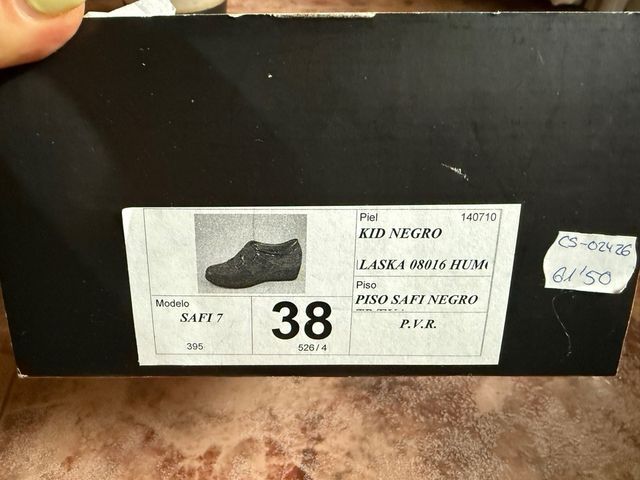 Piel 140710
KID NEGRO
LASKA 08016 HUM
Piso
PISO SAFI NEGRO
P.V.R.
Modelo
SAFI 7
395
38
526 / 4
CS-02426
61'50